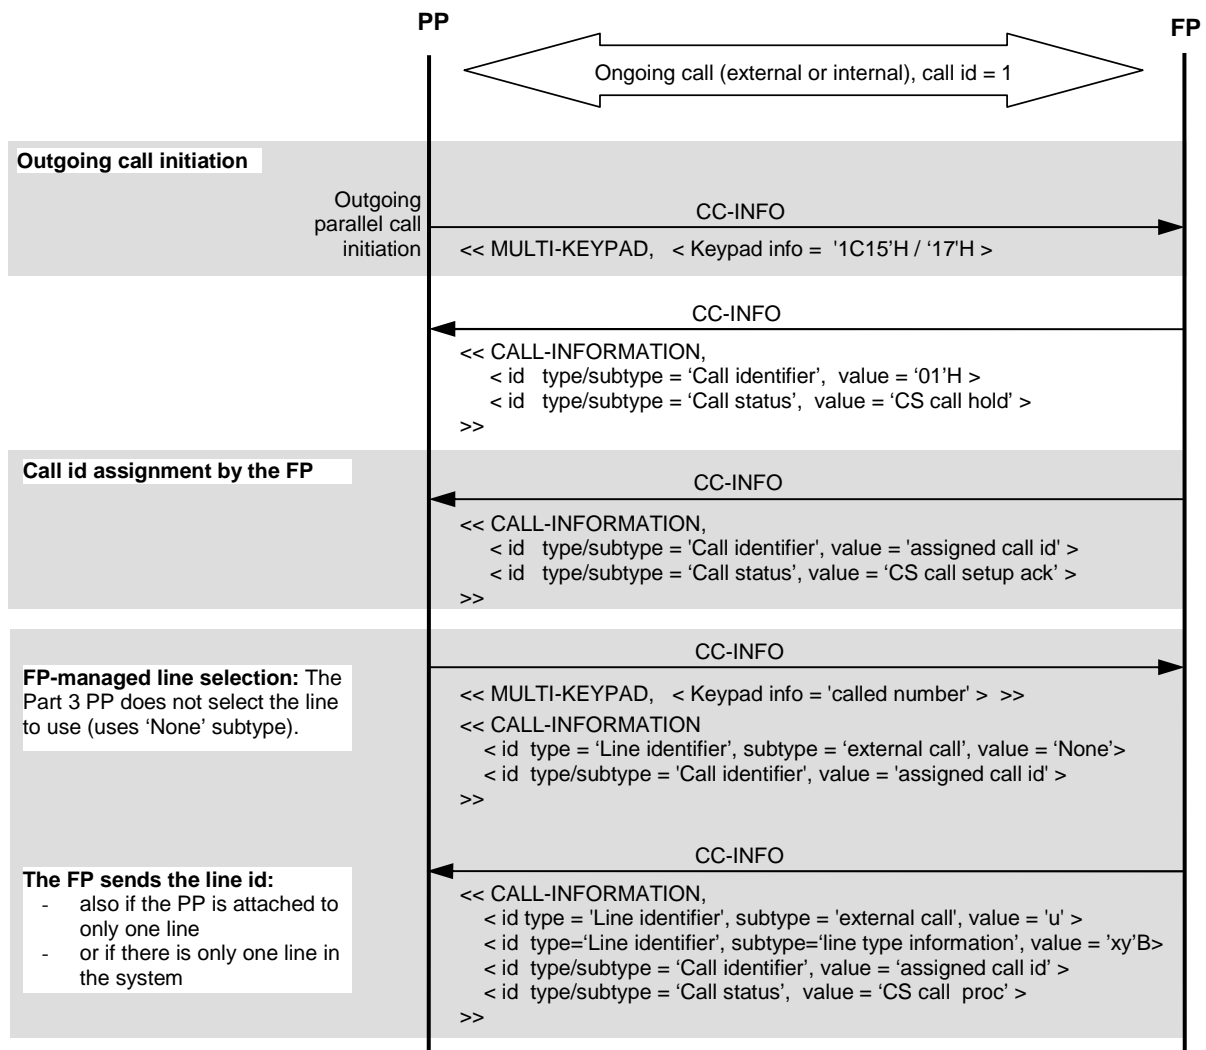 PP
FP
Ongoing call (external or internal), call id = 1
Outgoing call initiation
Outgoing
parallel call
initiation
CC-INFO
<< MULTI-KEYPAD,   < Keypad info =  '1C15’H / ‘17'H >
CC-INFO
<< CALL-INFORMATION,
< id   type/subtype = ‘Call identifier’,  value = ‘01’H >
< id   type/subtype = ‘Call status’,  value = ‘CS call hold’ >
>>
Call id assignment by the FP
CC-INFO
<< CALL-INFORMATION,
< id   type/subtype = 'Call identifier', value = 'assigned call id' >
< id   type/subtype = ‘Call status’, value = ‘CS call setup ack’ >
>>
CC-INFO
FP-managed line selection: The
Part 3 PP does not select the line
to use (uses ‘None’ subtype).
<< MULTI-KEYPAD,   < Keypad info = 'called number' >  >>
<< CALL-INFORMATION
< id  type = ‘Line identifier’, subtype = ‘external call’, value = ‘None’>
< id  type/subtype = 'Call identifier’, value = 'assigned call id' >
>>
CC-INFO
The FP sends the line id:
-     also if the PP is attached to
only one line
-     or if there is only one line in
the system
<< CALL-INFORMATION,
< id type = 'Line identifier', subtype = 'external call', value = 'u' >
< id  type=‘Line identifier’, subtype=‘line type information’, value = ’xy’B>
< id  type/subtype = ‘Call identifier’, value = ‘assigned call id’ >
< id  type/subtype = ‘Call status’,  value = ‘CS call  proc’ >
>>